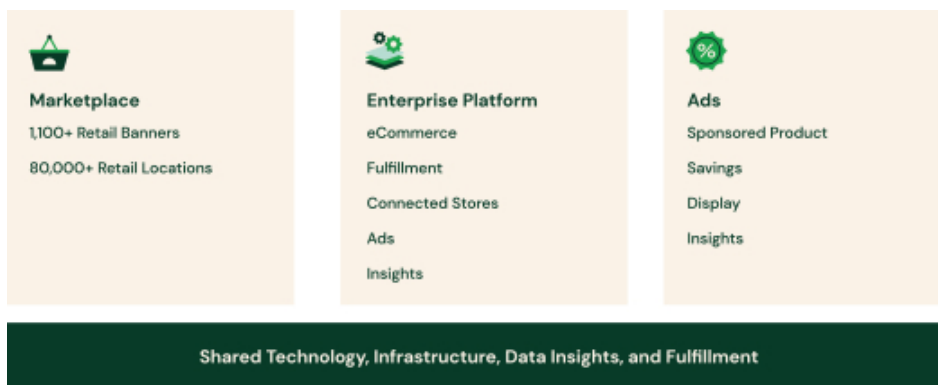 Marketplace
1,100+ Retail Banners
80,000+ Retail Locations
Enterprise Platform
eCommerce
Fulfillment
Connected Stores
Ads
Insights
%
Ads
Sponsored Product
Savings
Display
Insights
Shared Technology, Infrastructure, Data Insights, and Fulfillment